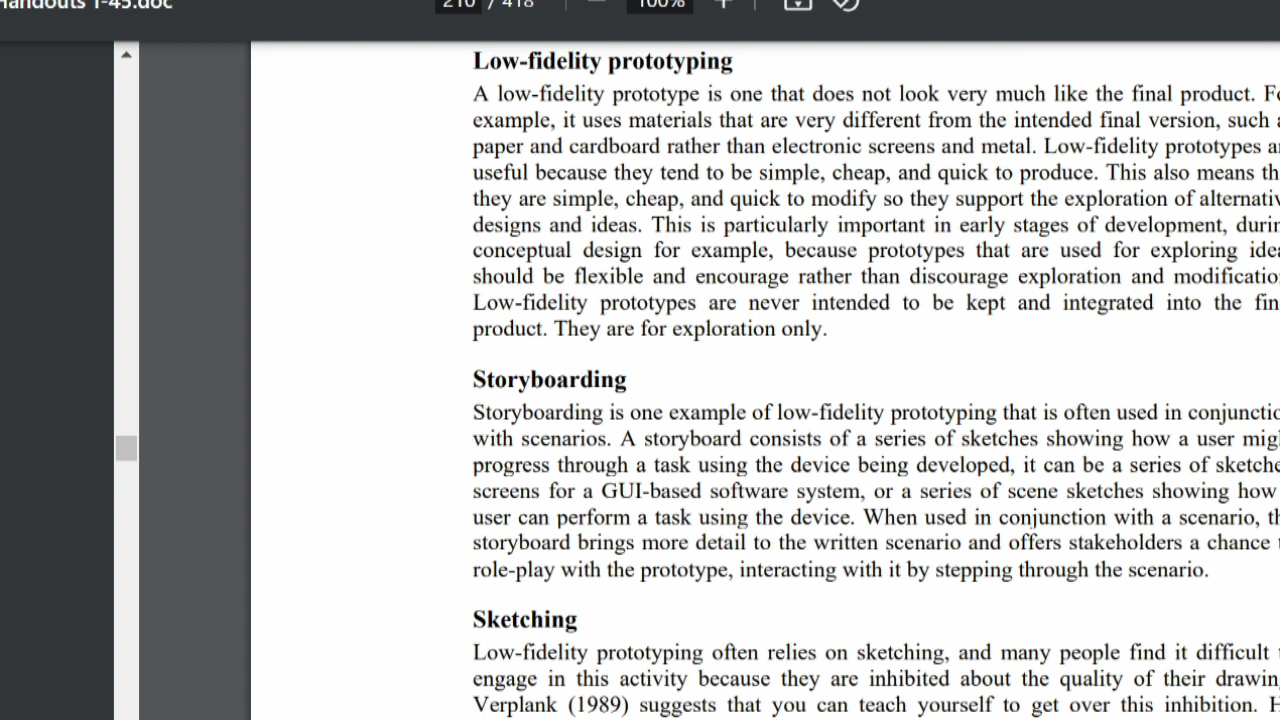 Handouts 1-45.doc
210 / 418
100%
Low-fidelity prototyping
A low-fidelity prototype is one that does not look very much like the final product.
example, it uses materials that are very different from the intended final version, such
paper and cardboard rather than electronic screens and metal. Low-fidelity prototypes
useful because they tend to be simple, cheap, and quick to produce. This also means
they are simple, cheap, and quick to modify so they support the exploration of
designs and ideas. This is particularly important in early stages of development,
conceptual design for example, because prototypes that are used for exploring
should be flexible and encourage rather than discourage exploration and
Low-fidelity prototypes are never intended to be kept and integrated into the
product. They are for exploration only.
Storyboarding
Storyboarding is one example of low-fidelity prototyping that is often used in
with scenarios. A storyboard consists of a series of sketches showing how a user
progress through a task using the device being developed, it can be a series of
screens for a GUI-based software system, or a series of scene sketches showing how
user can perform a task using the device. When used in conjunction with a scenario,
storyboard brings more detail to the written scenario and offers stakeholders a chance
role-play with the prototype, interacting with it by stepping through the scenario.
Sketching
Low-fidelity prototyping often relies on sketching, and many people find it difficult
engage in this activity because they are inhibited about the quality of their
Verplank (1989) suggests that you can teach yourself to get over this inhibition.